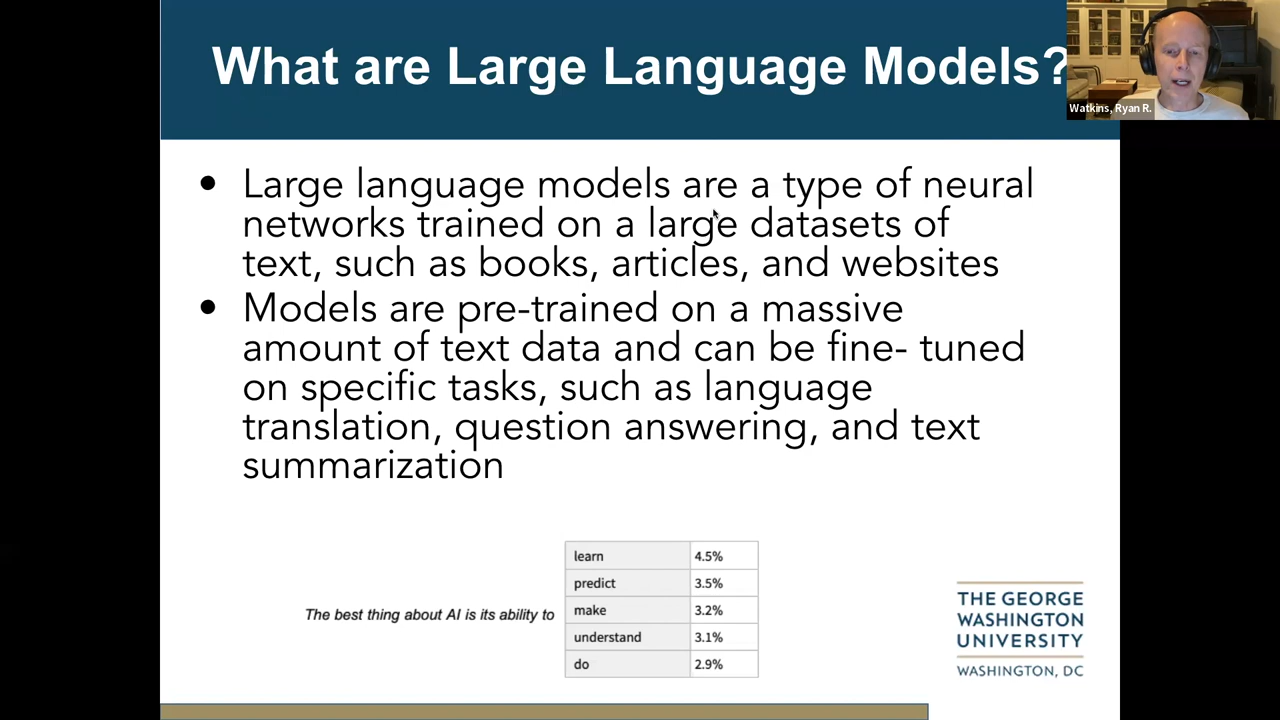 What are Large Language Models?
Watkins, Ryan R.
• Large language models are a type of neural
networks trained on a large datasets of
text, such as books, articles, and websites
• Models are pre-trained on a massive
amount of text data and can be fine- tuned
on specific tasks, such as language
translation, question answering, and text
summarization
The best thing about AI is its ability to
learn 4.5%
predict 3.5%
make 3.2%
understand 3.1%
do 2.9%
THE GEORGE
WASHINGTON
UNIVERSITY
WASHINGTON, DC